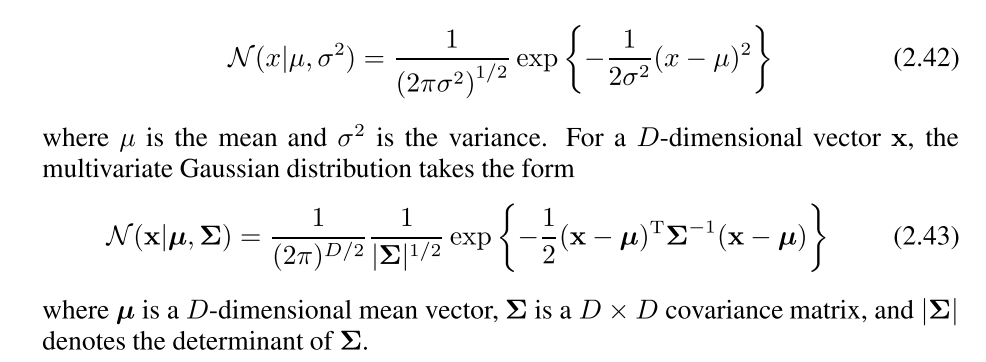 𝒩(x|μ, σ²) = 1/(2πσ²)^{1/2} exp{−1/(2σ²)(x − μ)²} (2.42)
where μ is the mean and σ² is the variance. For a D-dimensional vector x, the
multivariate Gaussian distribution takes the form
𝒩(𝐱|𝛍, 𝚺) = 1/(2π)^{D/2} 1/|𝚺|^{1/2} exp{−1/2(𝐱 − 𝛍)ᵀ𝚺⁻¹(𝐱 − 𝛍)} (2.43)
where 𝛍 is a D-dimensional mean vector, 𝚺 is a D × D covariance matrix, and |𝚺|
denotes the determinant of 𝚺.